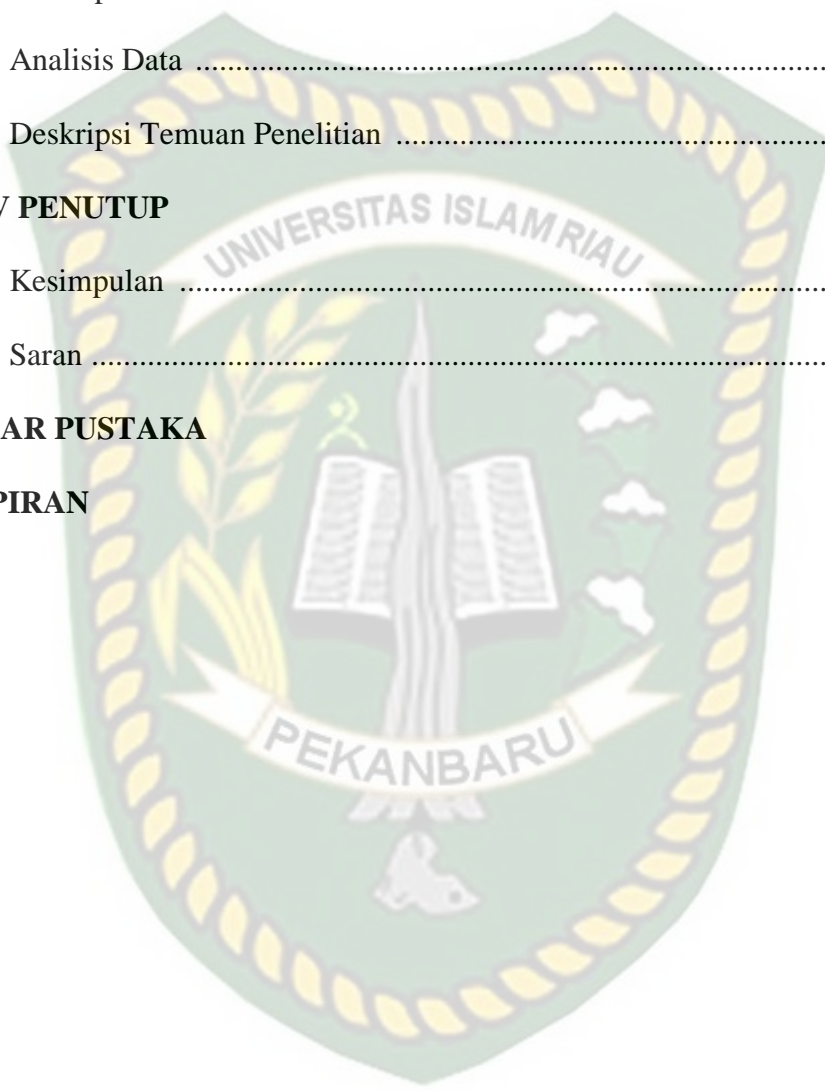 Analisis Data ...............................................................................
Deskripsi Temuan Penelitian .....................................................
PENUTUP
UNIVERSITAS ISLAM RIAU
Kesimpulan .................................................................................
Saran ............................................................................................
AR PUSTAKA
PIRAN
PEKANBARU